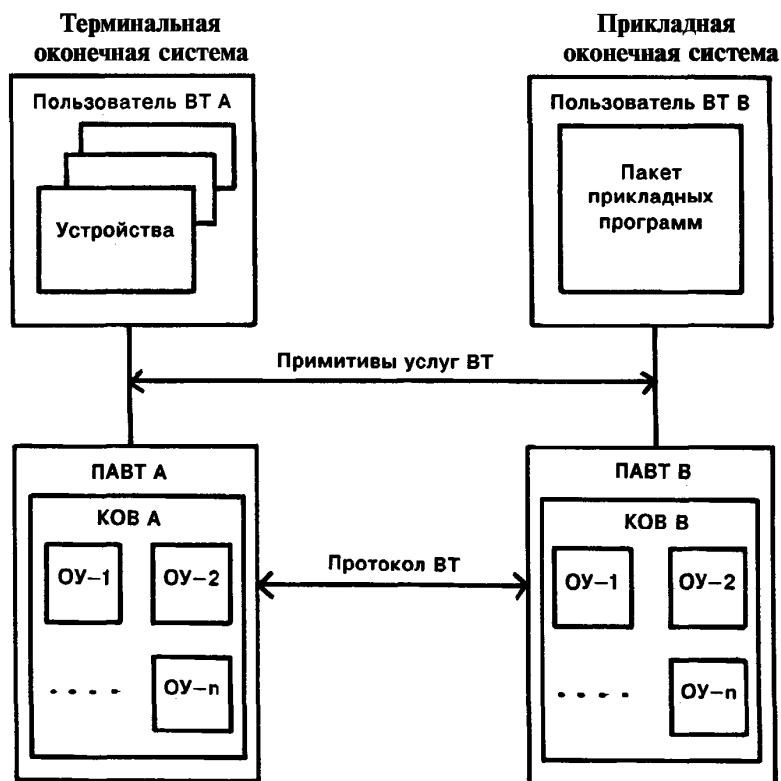 Терминальная
оконечная система
Прикладная
оконечная система
Пользователь ВТ А
Устройства
Пользователь ВТ В
Пакет
прикладных
программ
Примитивы услуг ВТ
ПАВТ А
КОВ А
ОУ—1
ОУ—2
. . . .
ОУ—n
Протокол ВТ
ПАВТ В
КОВ В
ОУ—1
ОУ—2
. . . .
ОУ—n